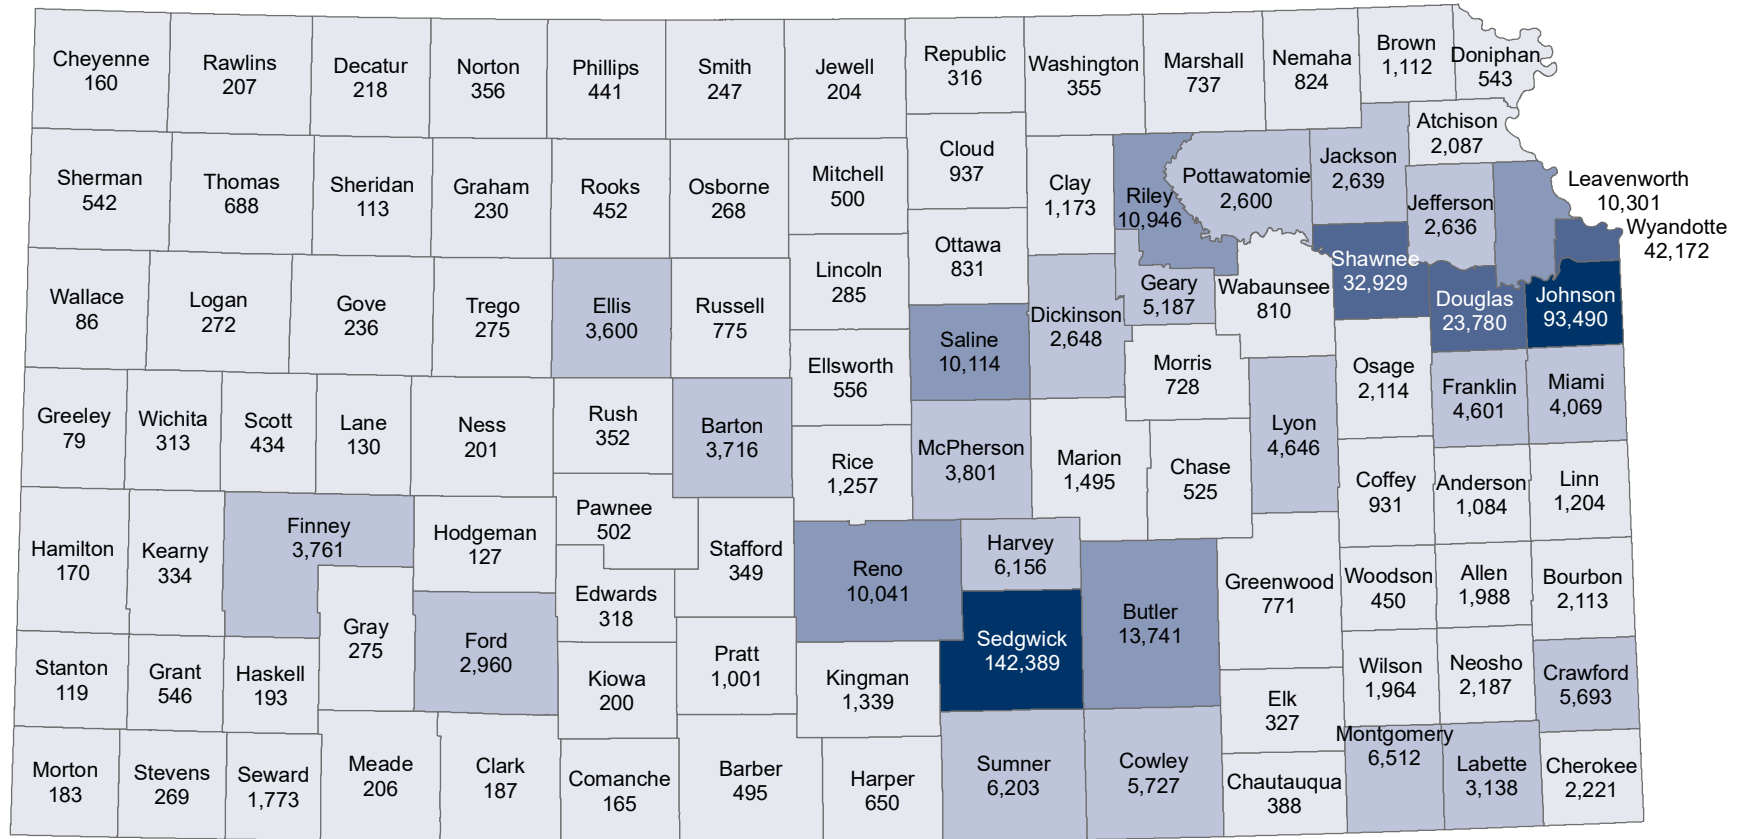 Cheyenne
160
Rawlins
207
Decatur
218
Norton
356
Phillips
441
Smith
247
Jewell
204
Republic
316
Washington
355
Marshall
737
Nemaha
824
Brown
1,112
Doniphan
543
Sherman
542
Thomas
688
Sheridan
113
Graham
230
Rooks
452
Osborne
268
Mitchell
500
Cloud
937
Clay
1,173
Riley
10,946
Pottawatomie
2,600
Jackson
2,639
Atchison
2,087
Jefferson
2,636
Leavenworth
10,301
Wyandotte
42,172
Wallace
86
Logan
272
Gove
236
Trego
275
Ellis
3,600
Russell
775
Lincoln
285
Ottawa
831
Saline
10,114
Dickinson
2,648
Geary
5,187
Wabaunsee
810
Shawnee
32,929
Douglas
23,780
Johnson
93,490
Greeley
79
Wichita
313
Scott
434
Lane
130
Ness
201
Rush
352
Barton
3,716
Ellsworth
556
Rice
1,257
McPherson
3,801
Marion
1,495
Morris
728
Chase
525
Lyon
4,646
Osage
2,114
Franklin
4,601
Miami
4,069
Coffey
931
Anderson
1,084
Linn
1,204
Hamilton
170
Kearny
334
Finney
3,761
Hodgeman
127
Pawnee
502
Stafford
349
Edwards
318
Gray
275
Ford
2,960
Reno
10,041
Harvey
6,156
Sedgwick
142,389
Butler
13,741
Greenwood
771
Woodson
450
Allen
1,988
Bourbon
2,113
Stanton
119
Grant
546
Haskell
193
Kiowa
200
Pratt
1,001
Kingman
1,339
Elk
327
Wilson
1,964
Neosho
2,187
Crawford
5,693
Morton
183
Stevens
269
Seward
1,773
Meade
206
Clark
187
Comanche
165
Barber
495
Harper
650
Sumner
6,203
Cowley
5,727
Chautauqua
388
Montgomery
6,512
Labette
3,138
Cherokee
2,221